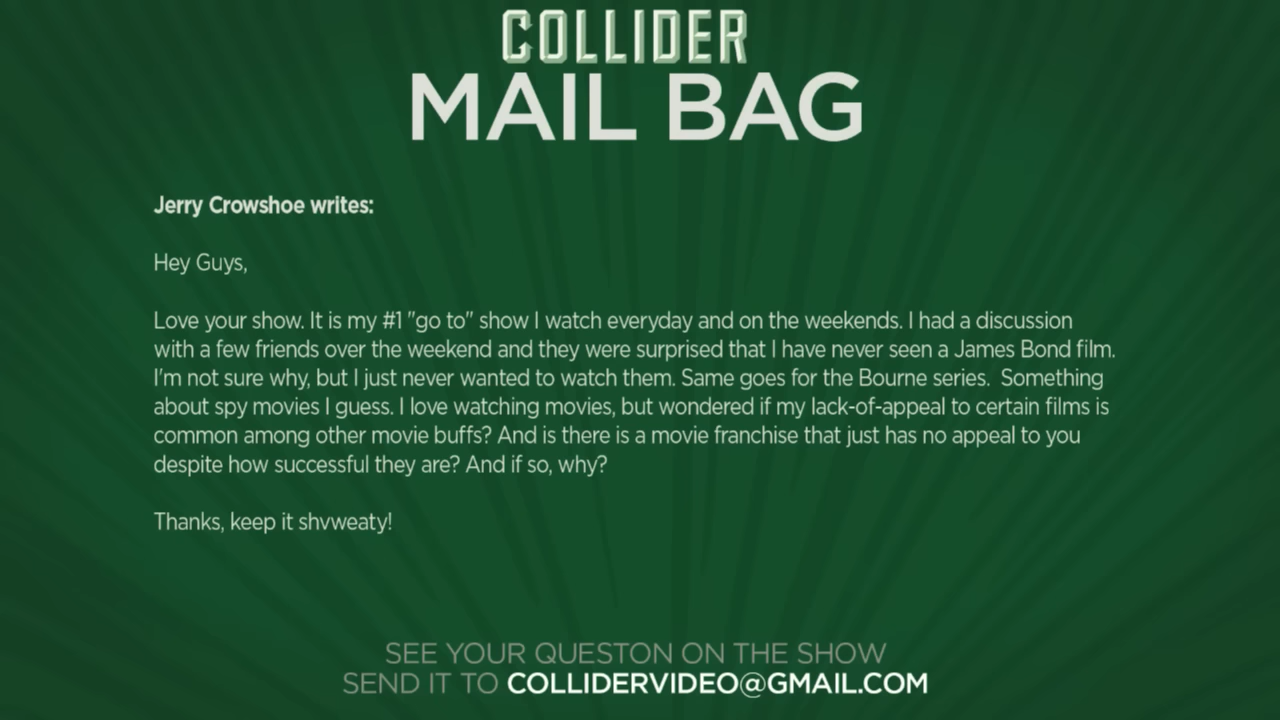 COLLIDER
MAIL BAG
Jerry Crowshoe writes:
Hey Guys,
Love your show. It is my #1 "go to" show I watch everyday and on the weekends. I had a discussion
with a few friends over the weekend and they were surprised that I have never seen a James Bond film.
I'm not sure why, but I just never wanted to watch them. Same goes for the Bourne series.  Something
about spy movies I guess. I love watching movies, but wondered if my lack-of-appeal to certain films is
common among other movie buffs? And is there is a movie franchise that just has no appeal to you
despite how successful they are? And if so, why?
Thanks, keep it shvweaty!
SEE YOUR QUESTON ON THE SHOW
SEND IT TO COLLIDERVIDEO@GMAIL.COM